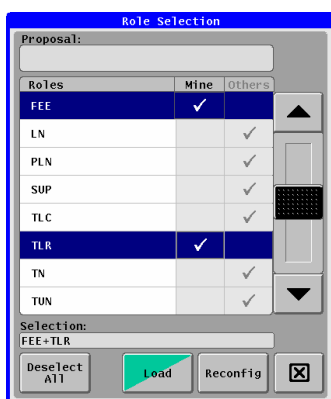 Role Selection
Proposal:
Roles Mine Others
FEE ✓
LN ✓
PLN ✓
SUP ✓
TLC ✓
TLR ✓
TN ✓
TUN ✓
Selection:
FEE+TLR
Deselect All Load Reconfig